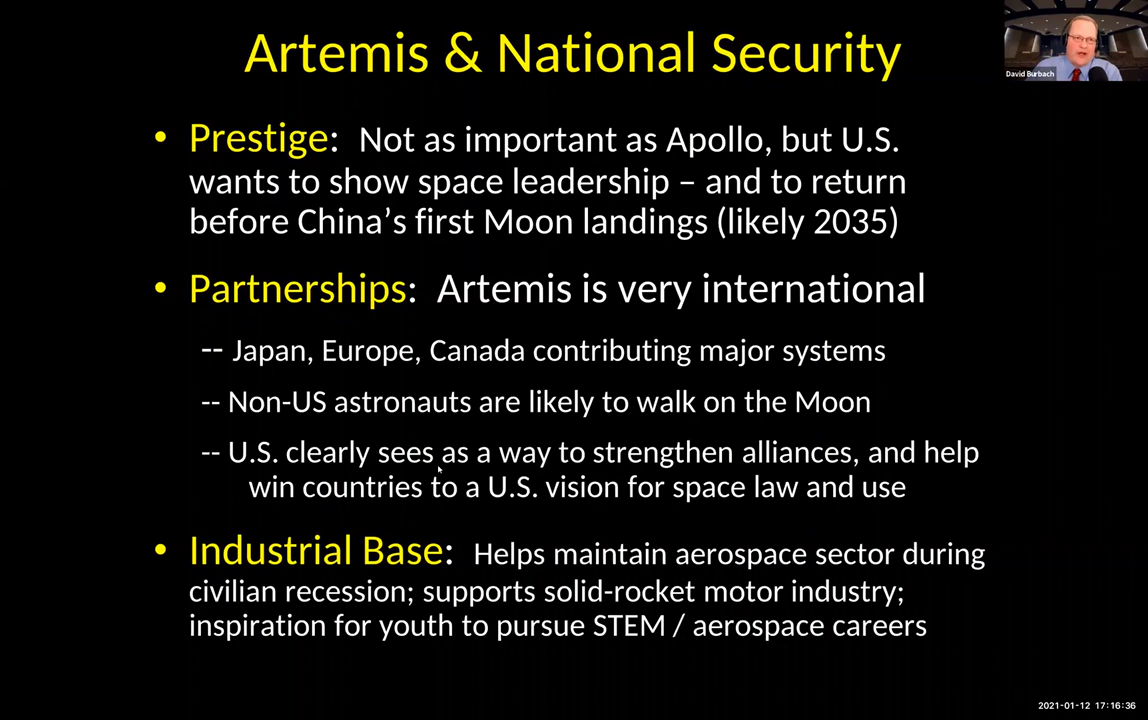 Artemis & National Security
David Burbach
• Prestige: Not as important as Apollo, but U.S.
wants to show space leadership – and to return
before China’s first Moon landings (likely 2035)
• Partnerships: Artemis is very international
-- Japan, Europe, Canada contributing major systems
-- Non-US astronauts are likely to walk on the Moon
-- U.S. clearly sees as a way to strengthen alliances, and help
win countries to a U.S. vision for space law and use
• Industrial Base: Helps maintain aerospace sector during
civilian recession; supports solid-rocket motor industry;
inspiration for youth to pursue STEM / aerospace careers
2021-01-12 17:16:36